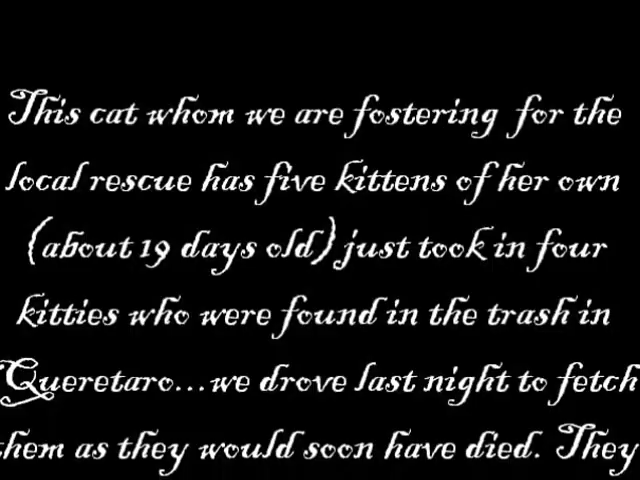 This cat whom we are fostering for the
local rescue has five kittens of her own
(about 19 days old) just took in four
kitties who were found in the trash in
Queretaro...we drove last night to fetch
them as they would soon have died. They